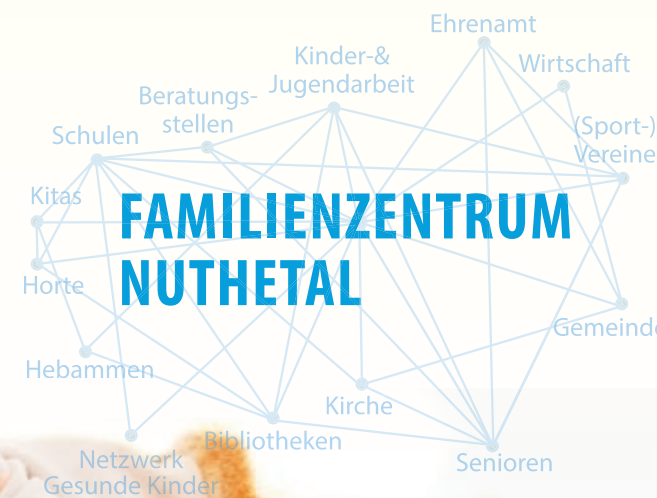 Ehrenamt
Kinder-&
Jugendarbeit
Wirtschaft
Beratungs-
stellen
(Sport-)
Vereine
Schulen
Kitas
FAMILIENZENTRUM
NUTHETAL
Horte
Gemeinde
Hebammen
Kirche
Bibliotheken
Senioren
Netzwerk
Gesunde Kinder